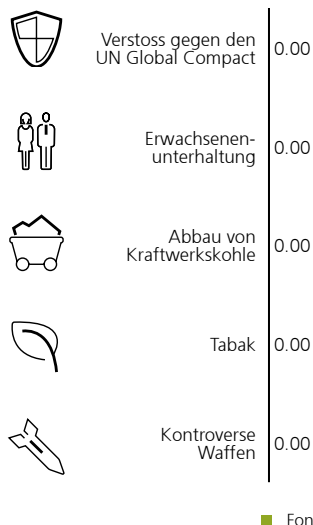 Verstoss gegen den
UN Global Compact
0.00
Erwachsenen-
unterhaltung
0.00
Abbau von
Kraftwerkskohle
0.00
Tabak
0.00
Kontroverse
Waffen
0.00
Fon